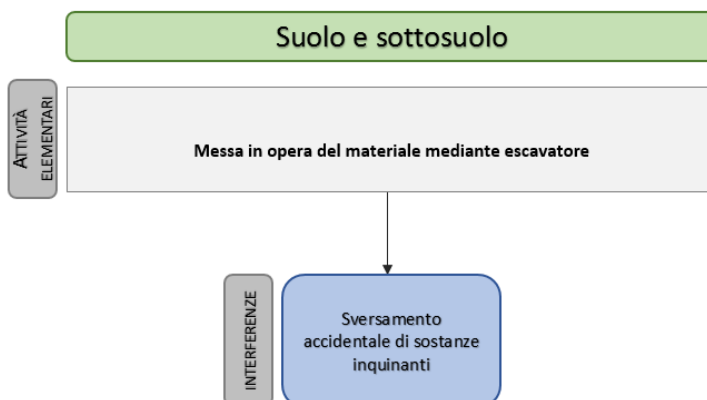 Suolo e sottosuolo
ATTIVITÀ
ELEMENTARI
Messa in opera del materiale mediante escavatore
INTERFERENZE
Sversamento
accidentale di sostanze
inquinanti